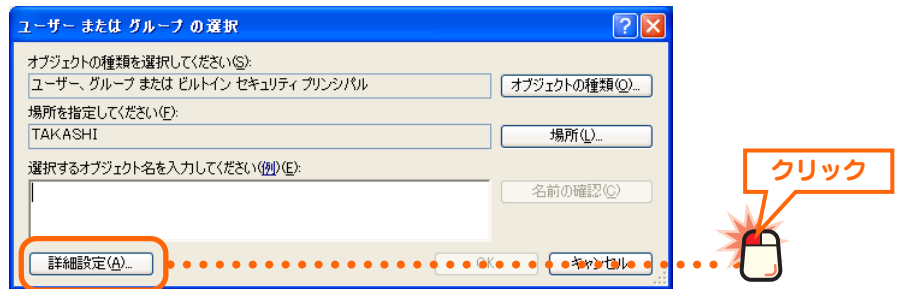 ユーザー または グループ の選択
オブジェクトの種類を選択してください(S):
ユーザー、グループ または ビルトイン セキュリティ プリンシパル
オブジェクトの種類(O)...
場所を指定してください(F):
TAKASHI
場所(L)...
選択するオブジェクト名を入力してください(例)(E):
名前の確認(C)
クリック
詳細設定(A)...
OK
キャンセル